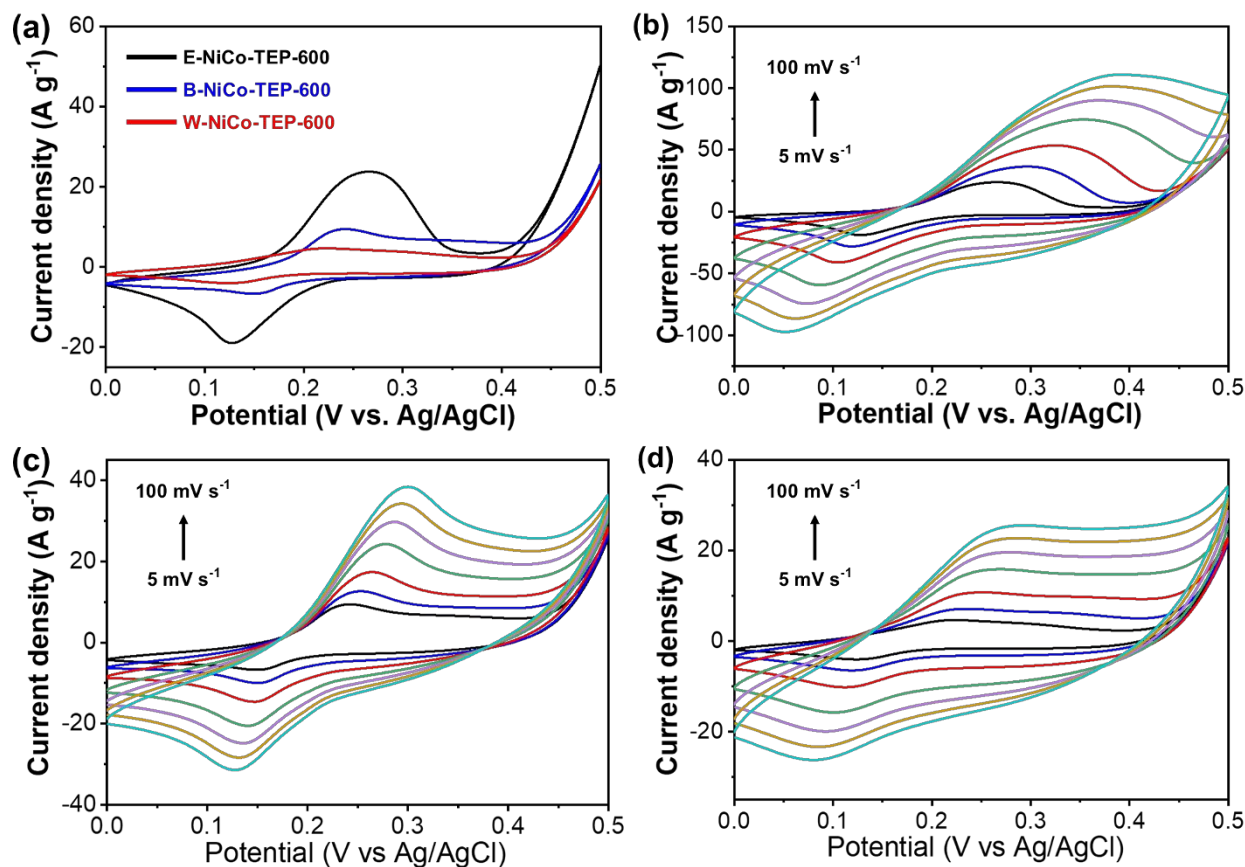 (a)
60
40
20
0
-20
0.0 0.1 0.2 0.3 0.4 0.5
Current density (A g⁻¹)
Potential (V vs. Ag/AgCl)
E-NiCo-TEP-600
B-NiCo-TEP-600
W-NiCo-TEP-600
(b)
150
100
50
0
-50
-100
0.0 0.1 0.2 0.3 0.4 0.5
Current density (A g⁻¹)
Potential (V vs. Ag/AgCl)
100 mV s⁻¹
5 mV s⁻¹
(c)
40
20
0
-20
-40
0.0 0.1 0.2 0.3 0.4 0.5
Current density (A g⁻¹)
Potential (V vs Ag/AgCl)
100 mV s⁻¹
5 mV s⁻¹
(d)
40
20
0
-20
0.0 0.1 0.2 0.3 0.4 0.5
Current density (A g⁻¹)
Potential (V vs Ag/AgCl)
100 mV s⁻¹
5 mV s⁻¹